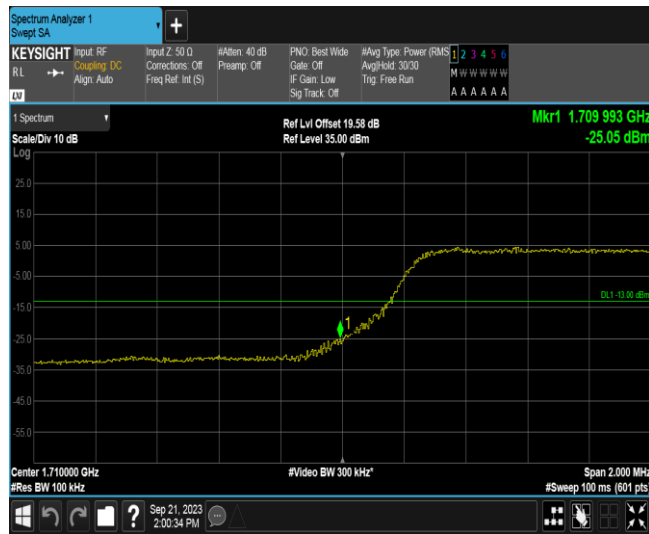 Spectrum Analyzer 1
Swept SA
+
KEYSIGHT
RL
LXI
Input: RF
Coupling: DC
Align: Auto
Input Z: 50 Ω
Corrections: Off
Freq Ref: Int (S)
#Atten: 40 dB
Preamp: Off
PNO: Best Wide
Gate: Off
IF Gain: Low
Sig Track: Off
#Avg Type: Power (RMS
Avg|Hold: 30/30
Trig: Free Run
1 2 3 4 5 6
M W W W W W
A A A A A A
1 Spectrum
Scale/Div 10 dB
Log
Ref Lvl Offset 19.58 dB
Ref Level 35.00 dBm
Mkr1 1.709 993 GHz
-25.05 dBm
25.0
15.0
5.00
-5.00
-15.0
-25.0
-35.0
-45.0
-55.0
1
DL1 -13.00 dBm
Center 1.710000 GHz
#Res BW 100 kHz
#Video BW 300 kHz*
Span 2.000 MHz
#Sweep 100 ms (601 pts
?
Sep 21, 2023
2:00:34 PM